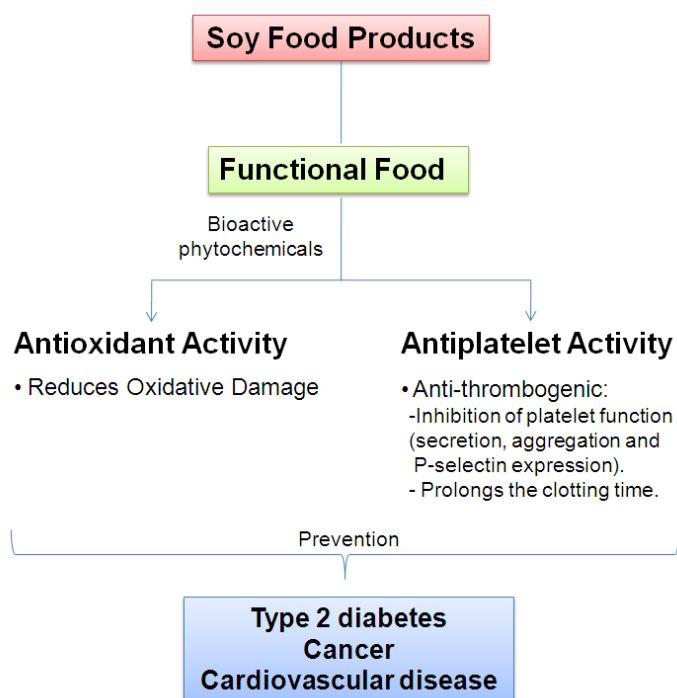 Soy Food Products
Functional Food
Bioactive
phytochemicals
Antioxidant Activity
• Reduces Oxidative Damage
Antiplatelet Activity
• Anti-thrombogenic:
-Inhibition of platelet function
(secretion, aggregation and
P-selectin expression).
- Prolongs the clotting time.
Prevention
Type 2 diabetes
Cancer
Cardiovascular disease